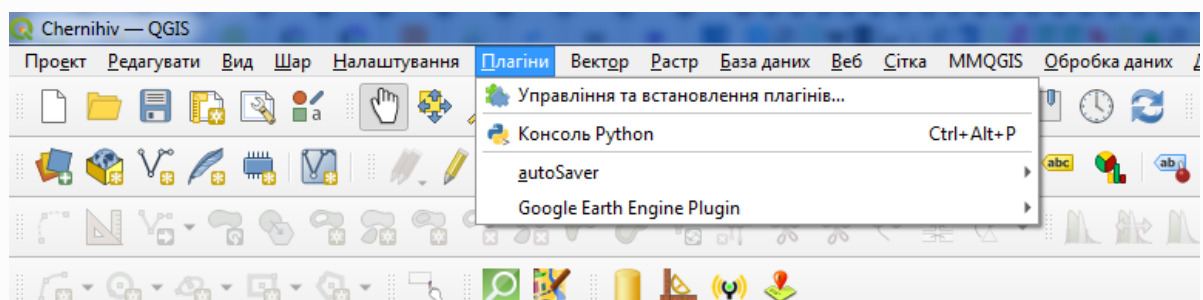 Chernihiv — QGIS
Проект Редагувати Вид Шар Налаштування Плагіни Вектор Растр База даних Веб Сітка MMQGIS Обробка даних
Управління та встановлення плагінів...
Консоль Python Ctrl+Alt+P
autoSaver
Google Earth Engine Plugin
a
abc
ab